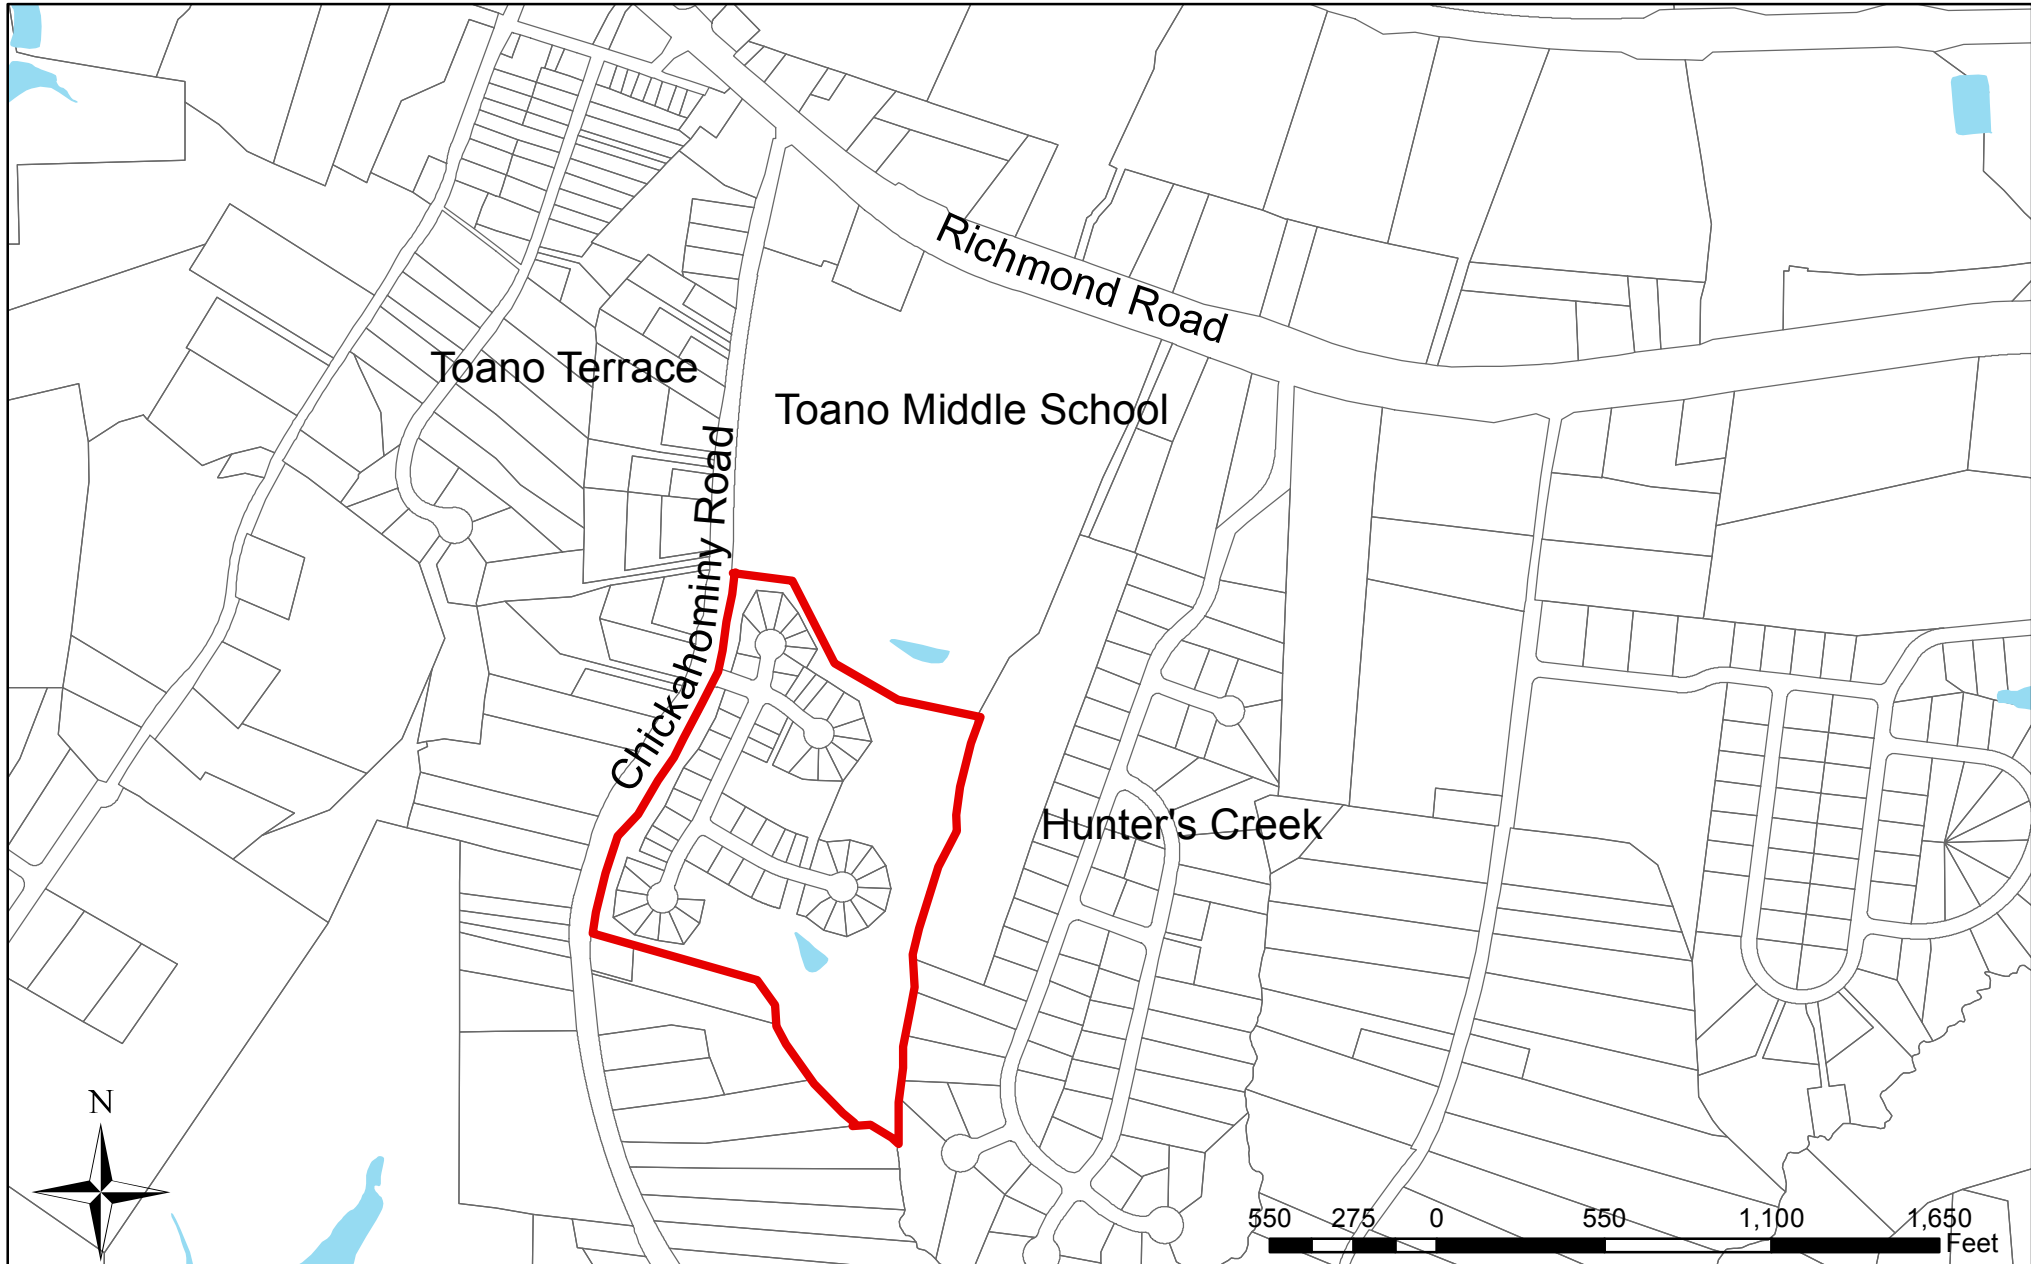 Richmond Road
Toano Terrace
Toano Middle School
Chickahominy Road
Hunter's Creek
N
550 275 0 550 1,100 1,650
Feet